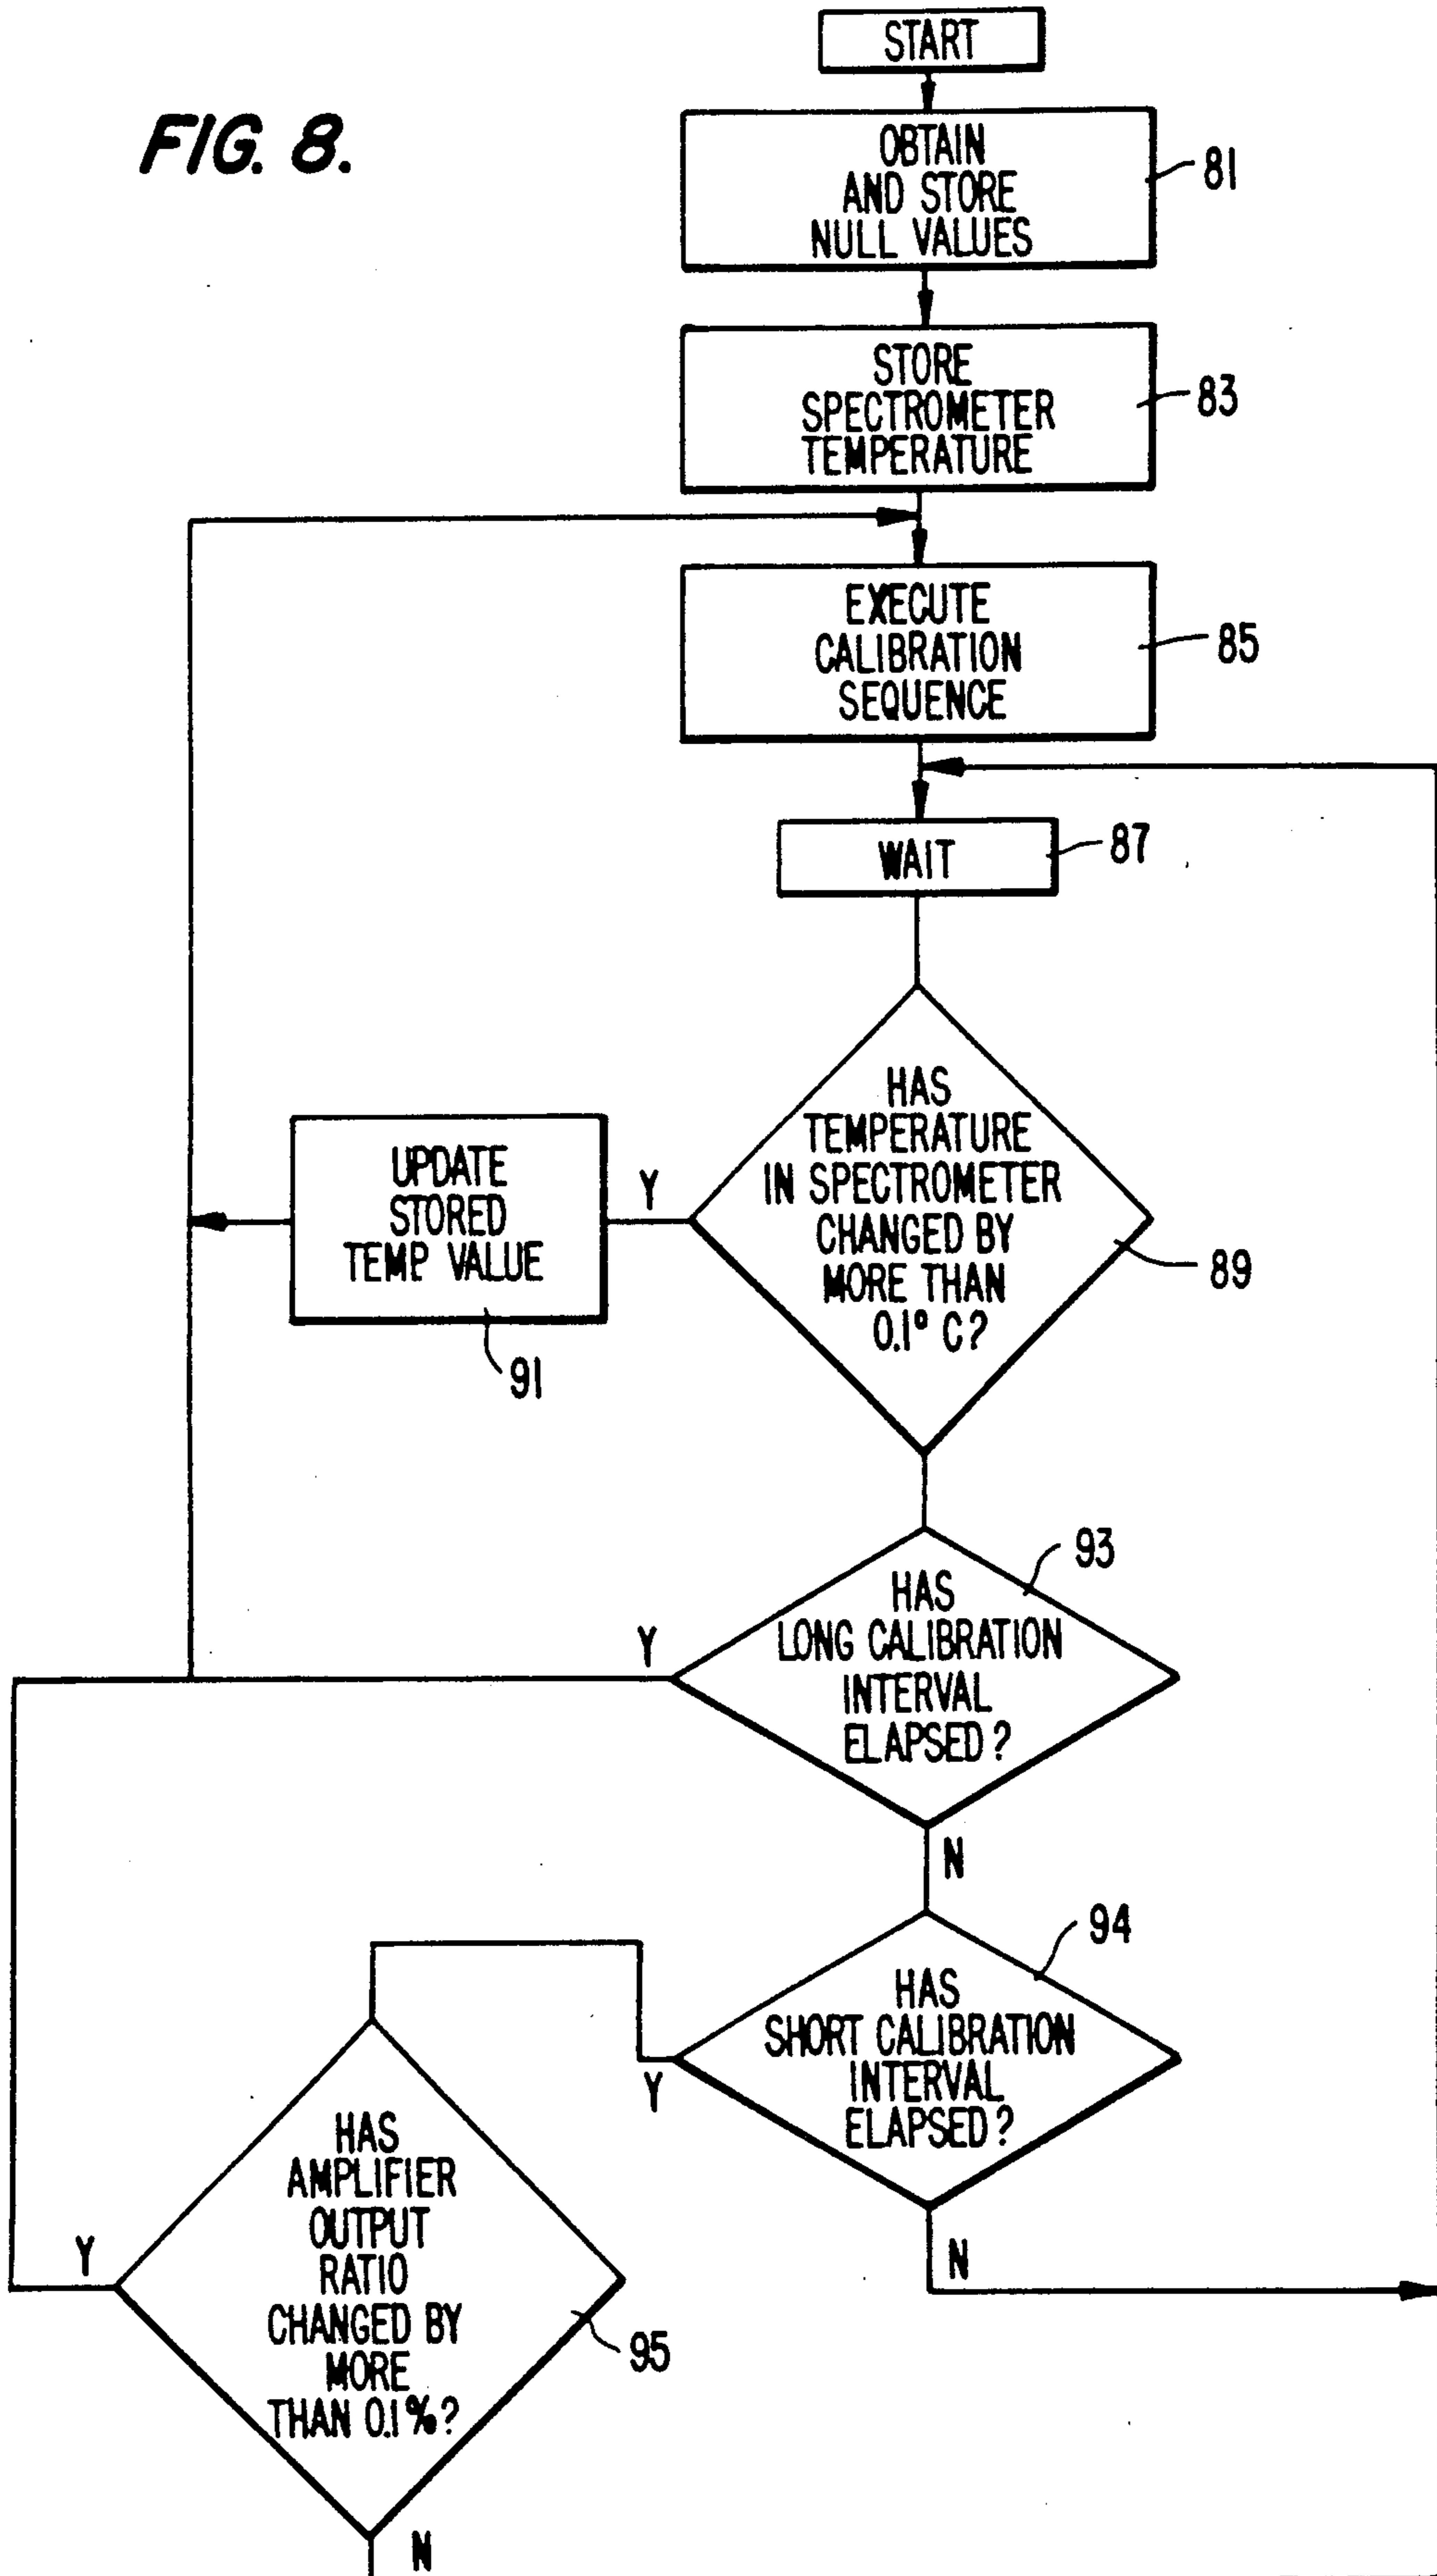 FIG. 8.
START
OBTAIN
AND STORE
NULL VALUES
81
STORE
SPECTROMETER
TEMPERATURE
83
EXECUTE
CALIBRATION
SEQUENCE
85
WAIT
87
HAS
TEMPERATURE
IN SPECTROMETER
CHANGED BY
MORE THAN
0.1° C?
89
Y
UPDATE
STORED
TEMP VALUE
91
HAS
LONG CALIBRATION
INTERVAL
ELAPSED?
93
Y
N
HAS
SHORT CALIBRATION
INTERVAL
ELAPSED?
94
Y
N
HAS
AMPLIFIER
OUTPUT
RATIO
CHANGED BY
MORE
THAN 0.1%?
95
Y
N